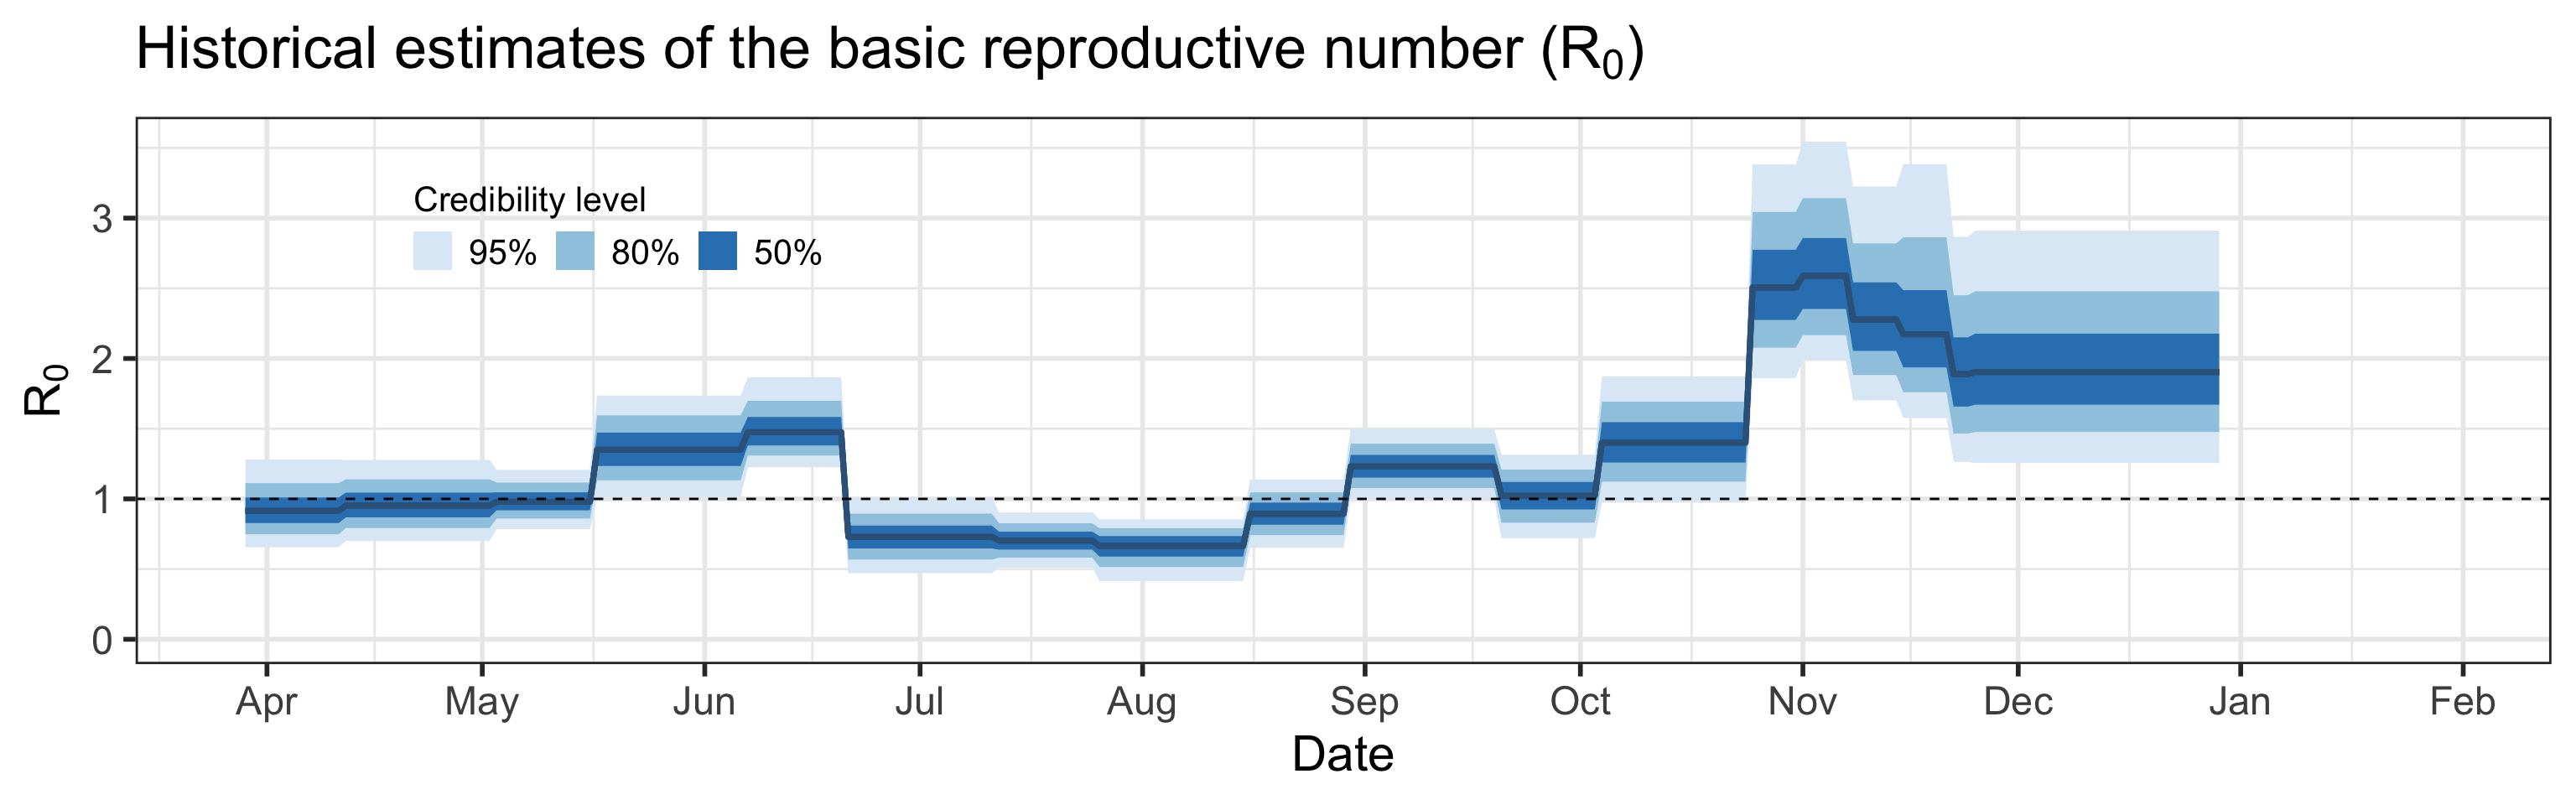 Historical estimates of the basic reproductive number (R₀)
Credibility level
95% 80% 50%
3
2
1
0
R₀
Apr May Jun Jul Aug Sep Oct Nov Dec Jan Feb
Date